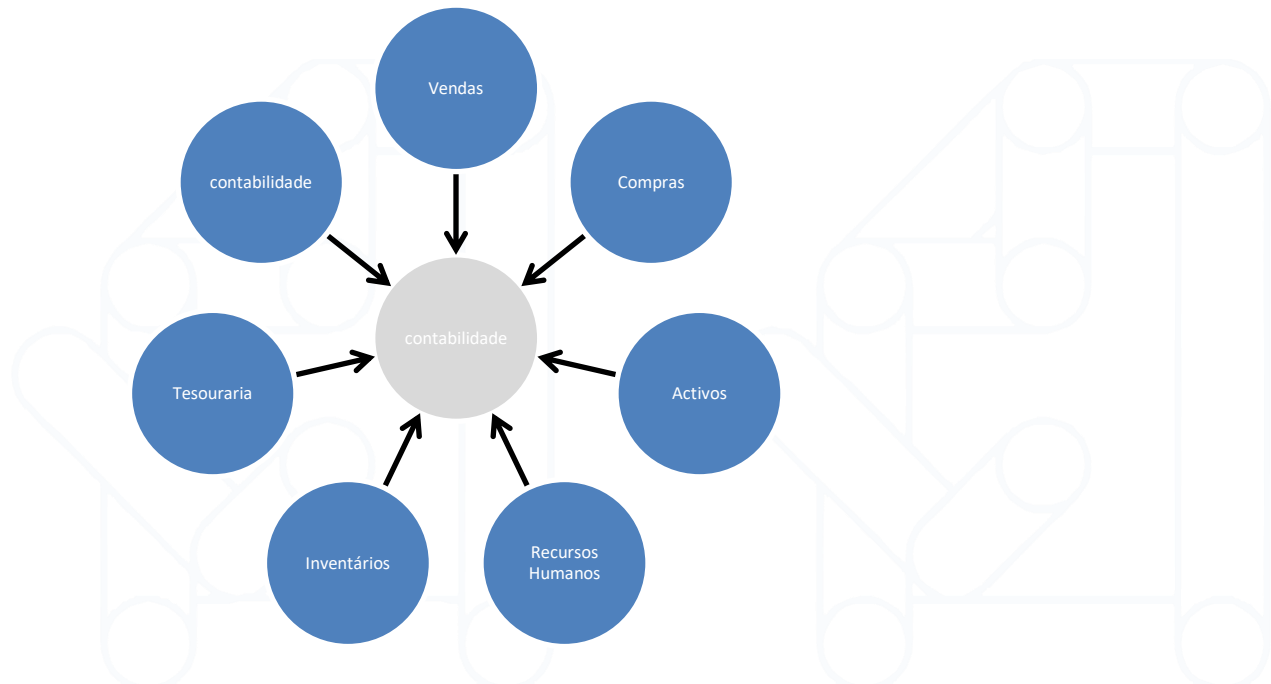 Vendas
contabilidade
Compras
contabilidade
Tesouraria
Activos
Inventários
Recursos
Humanos